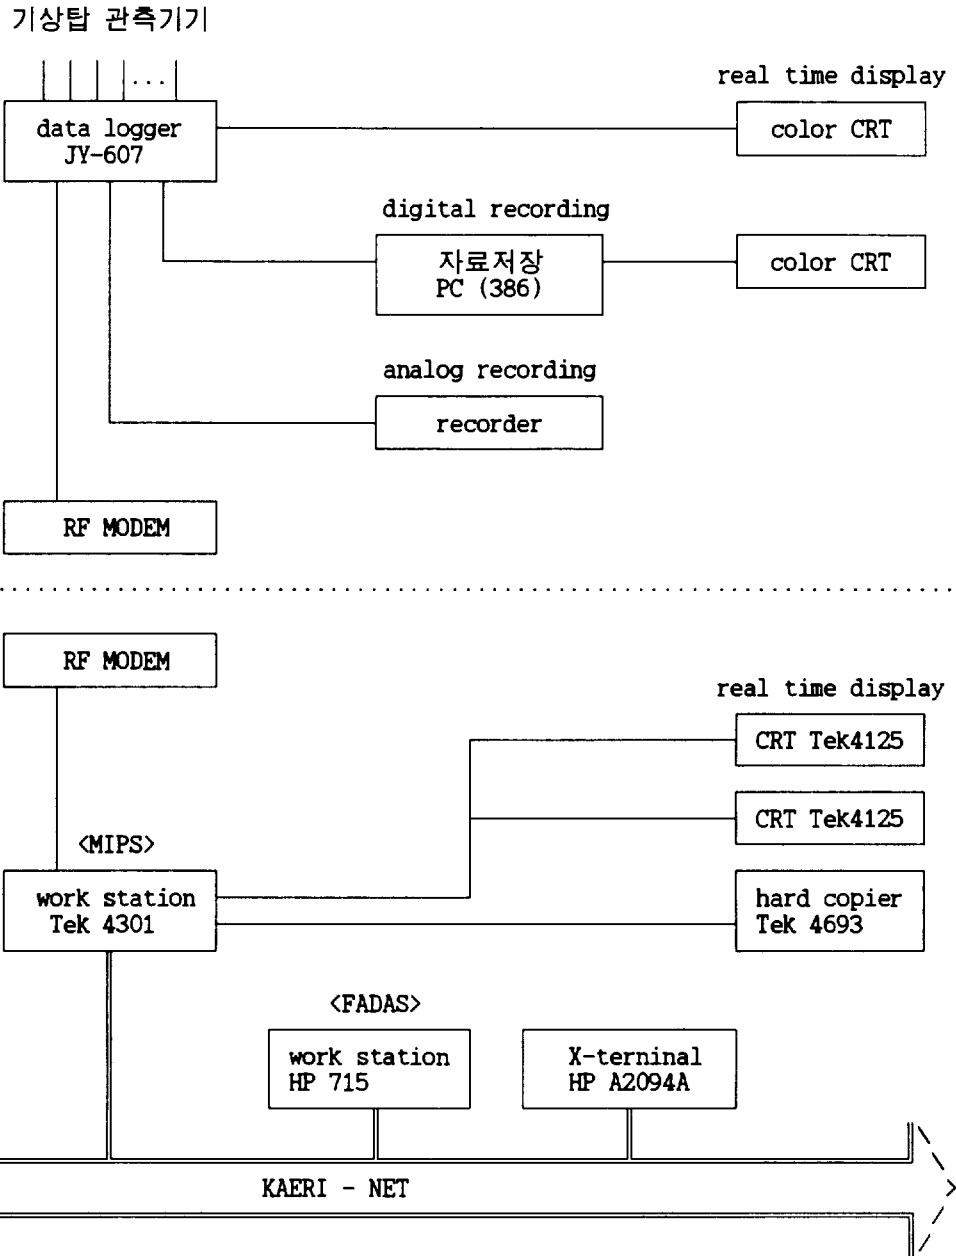 기상탑 관측기기
...
real time display
data logger
JY-607
color CRT
digital recording
자료저장
PC (386)
color CRT
analog recording
recorder
RF MODEM
RF MODEM
real time display
CRT Tek4125
CRT Tek4125
<MIPS>
work station
Tek 4301
hard copier
Tek 4693
<FADAS>
work station
HP 715
X-terninal
HP A2094A
KAERI - NET